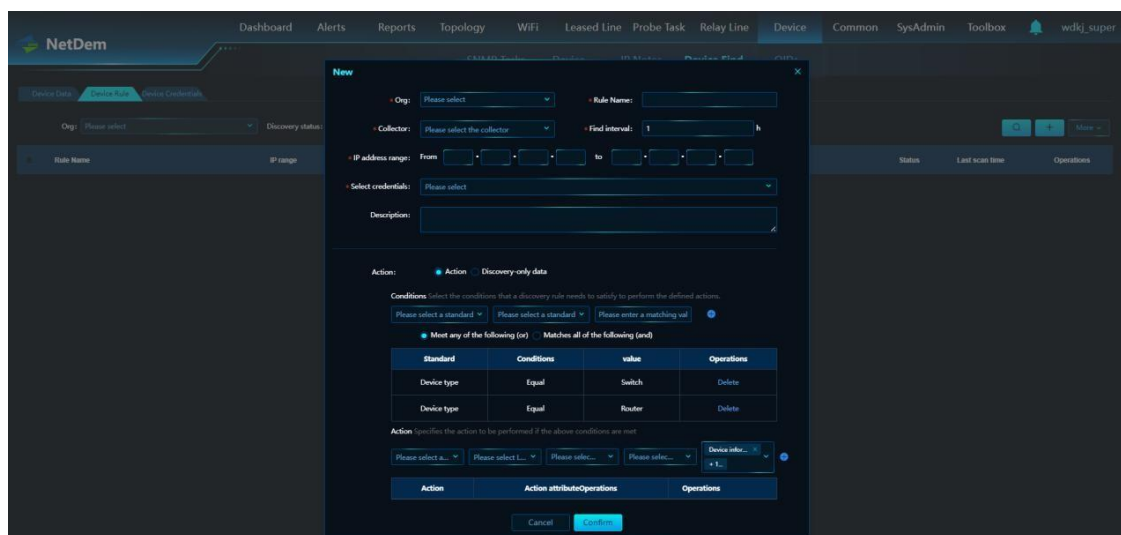 NetDem
Dashboard Alerts Reports Topology WiFi Leased Line Probe Task Relay Line Device Common SysAdmin Toolbox wdkj_super
Device Find
Device Data Device Rule Device Credentials
Org: Please select Discovery status:
More
Rule Name IP range Status Last scan time Operations
New
* Org: Please select * Rule Name:
* Collector: Please select the collector * Find interval: 1 h
* IP address range: From to
* Select credentials: Please select
Description:
Action: Action Discovery-only data
Conditions Select the conditions that a discovery rule needs to satisfy to perform the defined actions.
Please select a standard Please select a standard Please enter a matching val
Meet any of the following (or) Matches all of the following (and)
Standard Conditions value Operations
Device type Equal Switch Delete
Device type Equal Router Delete
Action Specifies the action to be performed if the above conditions are met
Please select a... Please select L... Please selec... Please selec... Device infor... ×
+ 1...
Action Action attributeOperations Operations
Cancel Confirm